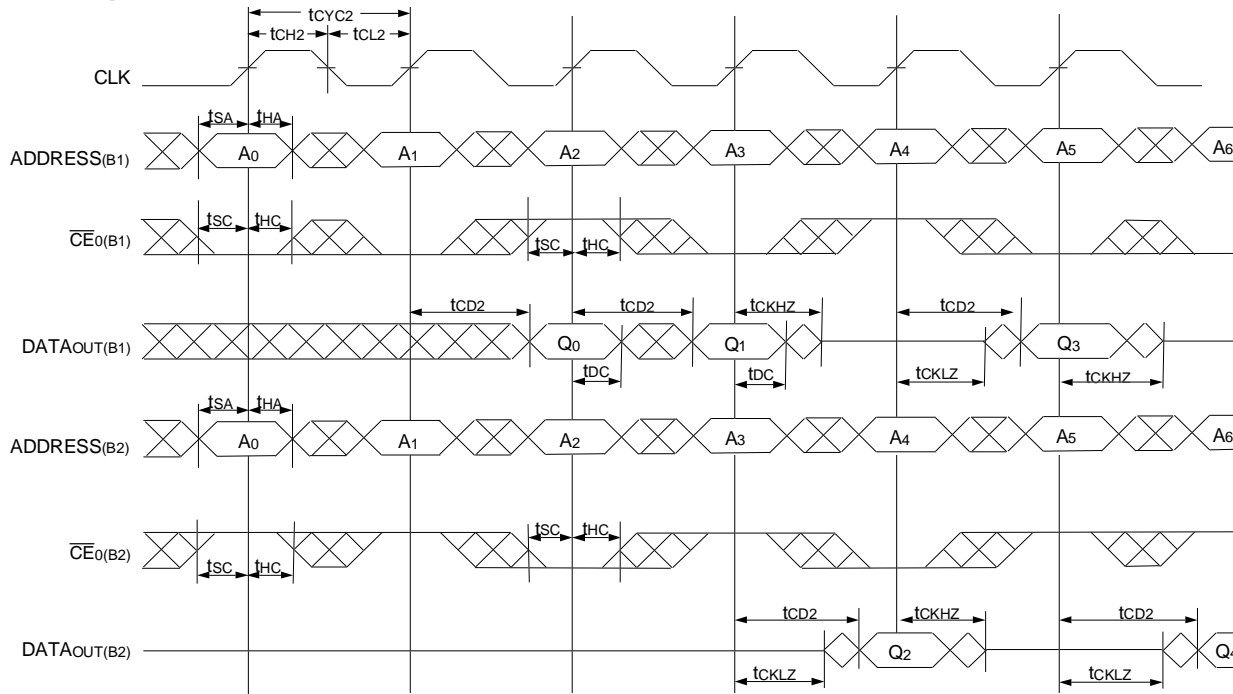 tCYC2
tCH2 tCL2
CLK
tSA tHA
ADDRESS(B1) A0 A1 A2 A3 A4 A5 A6
tSC tHC
CE0(B1)
tSC tHC
tCD2 tCD2 tCKHZ tCD2
DATAOUT(B1) Q0 Q1 Q3
tDC tDC tCKLZ tCKHZ
tSA tHA
ADDRESS(B2) A0 A1 A2 A3 A4 A5 A6
tSC tHC
CE0(B2)
tSC tHC
tCD2 tCKHZ tCD2
DATAOUT(B2) Q2 Q4
tCKLZ tCKLZ